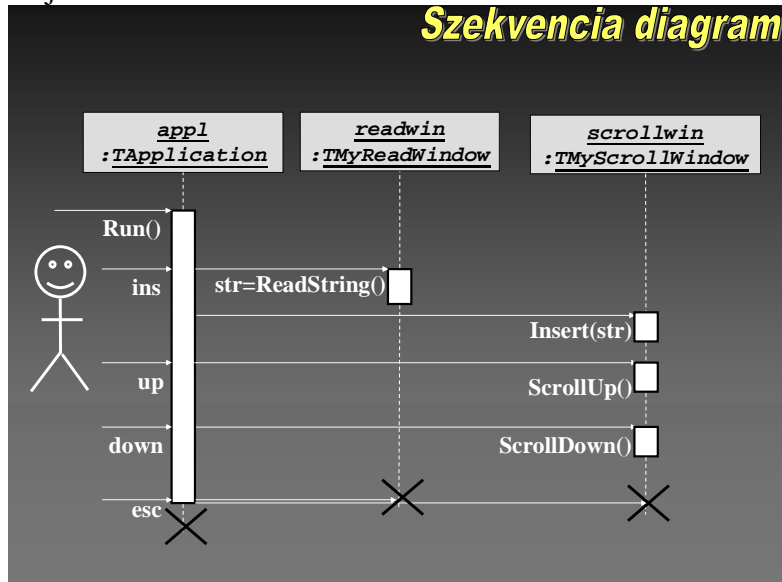 Szekvencia diagram
appl
:TApplication
readwin
:TMyReadWindow
scrollwin
:TMyScrollWindow
Run()
ins
str=ReadString()
Insert(str)
up
ScrollUp()
down
ScrollDown()
esc